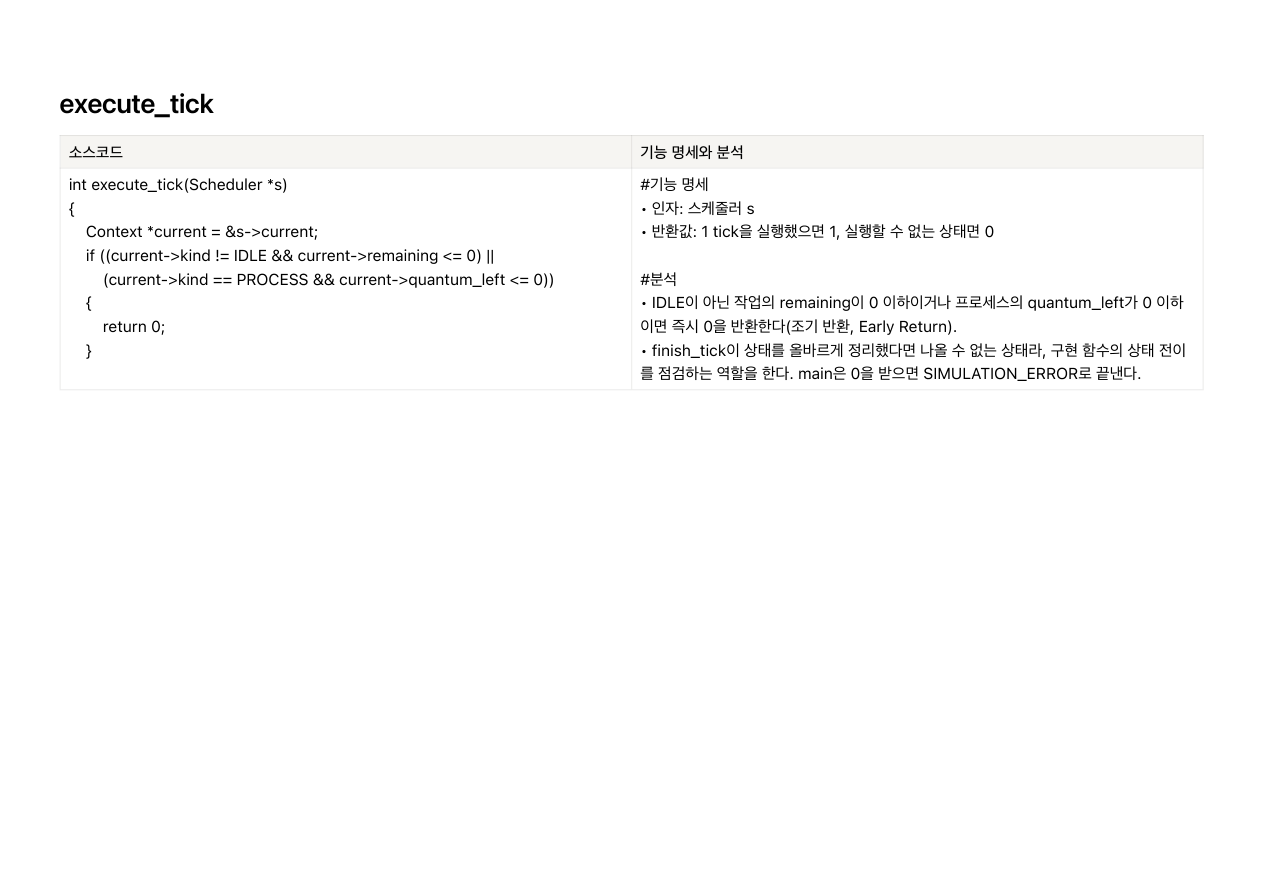 execute_tick
소스코드
기능 명세와 분석
int execute_tick(Scheduler *s)
{
    Context *current = &s->current;
    if ((current->kind != IDLE && current->remaining <= 0) ||
        (current->kind == PROCESS && current->quantum_left <= 0))
    {
        return 0;
    }
#기능 명세
• 인자: 스케줄러 s
• 반환값: 1 tick을 실행했으면 1, 실행할 수 없는 상태면 0
#분석
• IDLE이 아닌 작업의 remaining이 0 이하이거나 프로세스의 quantum_left가 0 이하
이면 즉시 0을 반환한다(조기 반환, Early Return).
• finish_tick이 상태를 올바르게 정리했다면 나올 수 없는 상태라, 구현 함수의 상태 전이
를 점검하는 역할을 한다. main은 0을 받으면 SIMULATION_ERROR로 끝낸다.